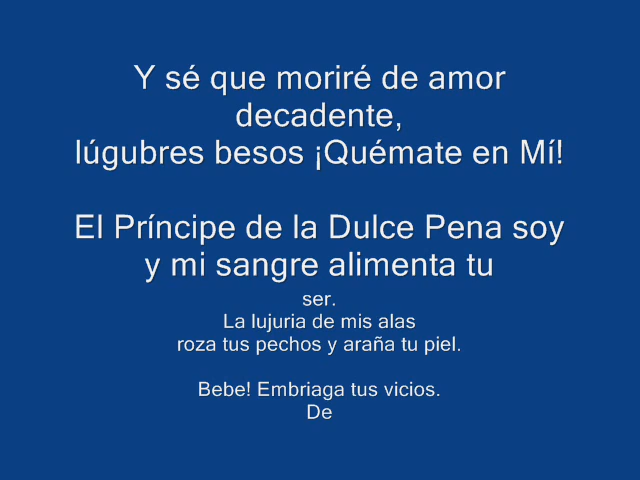 Y sé que moriré de amor
decadente,
lúgubres besos ¡Quémate en Mí!
El Príncipe de la Dulce Pena soy
y mi sangre alimenta tu
ser.
La lujuria de mis alas
roza tus pechos y araña tu piel.
Bebe! Embriaga tus vicios.
De